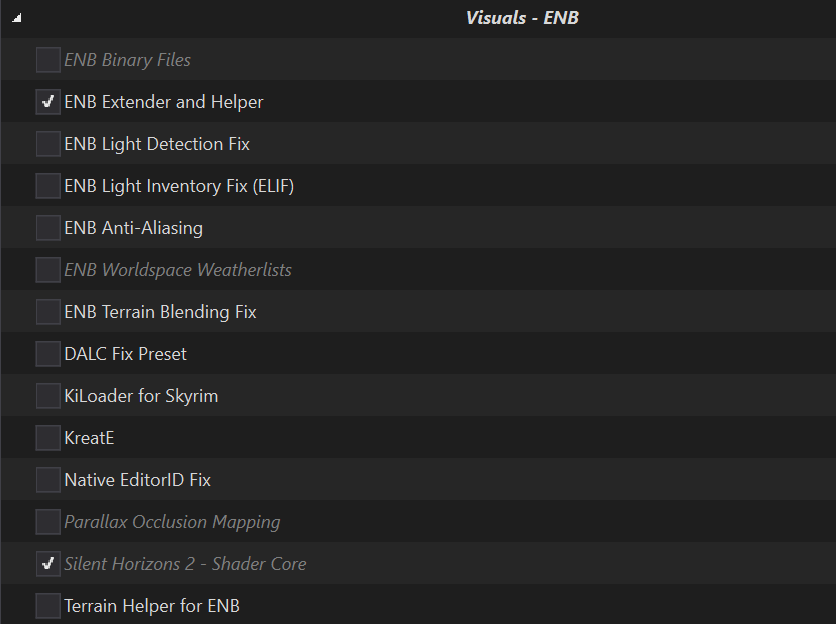 Visuals - ENB
ENB Binary Files
ENB Extender and Helper
ENB Light Detection Fix
ENB Light Inventory Fix (ELIF)
ENB Anti-Aliasing
ENB Worldspace Weatherlists
ENB Terrain Blending Fix
DALC Fix Preset
KiLoader for Skyrim
KreatE
Native EditorID Fix
Parallax Occlusion Mapping
Silent Horizons 2 - Shader Core
Terrain Helper for ENB